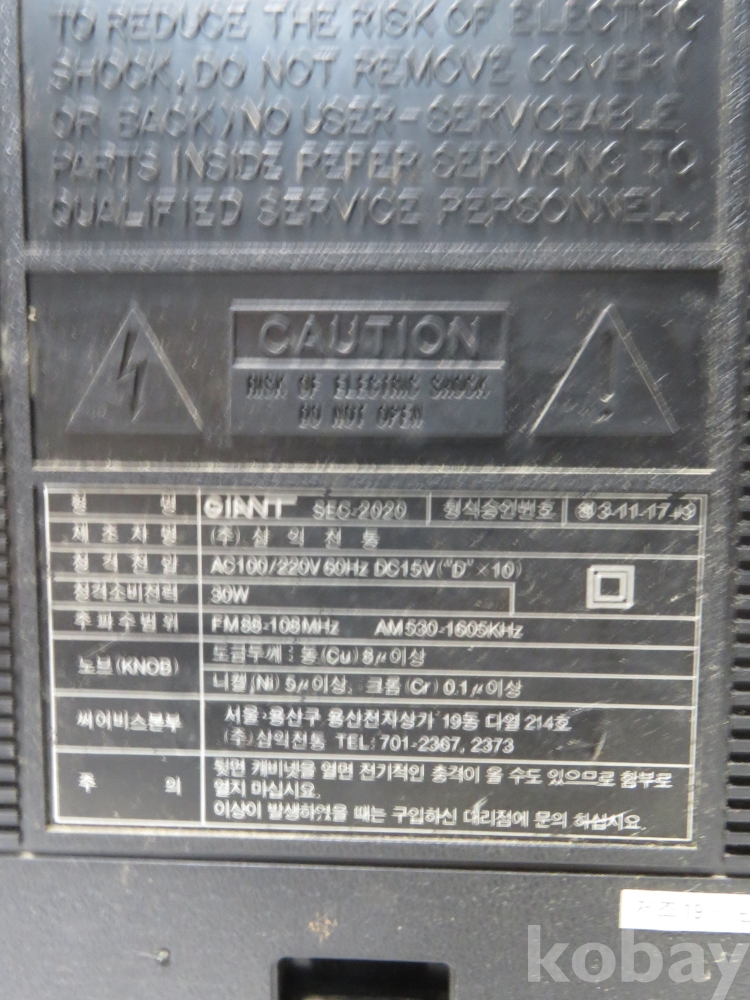 TO REDUCE THE RISK OF ELECTRIC
SHOCK, DO NOT REMOVE COVER (
OR BACK) NO USER-SERVICEABLE
PARTS INSIDE REFER SERVICING TO
QUALIFIED SERVICE PERSONNEL.
CAUTION
RISK OF ELECTRIC SHOCK
DO NOT OPEN
형 명 GIANT SEC-2020 형식승인번호 3-11-17
제조자명 (주) 삼익전통
정격전압 AC100/220V 60Hz DC15V ("D" × 10)
정격소비전력 30W
주파수범위 FM88-108MHz AM530-1605KHz
노브(KNOB) 도금두께 : 동(Cu) 8μ이상
니켈(Ni) 5μ이상, 크롬(Cr) 0.1μ이상
써어비스본부 서울·용산구 용산전자상가 19동 다열 214호
(주) 삼익전통 TEL:701-2367, 2373
주 의 뒷면 캐비넷을 열면 전기적인 충격이 올 수도 있으므로 함부로
열지 마십시요.
이상이 발생하였을 때는 구입하신 대리점에 문의 하십시요.
kobay